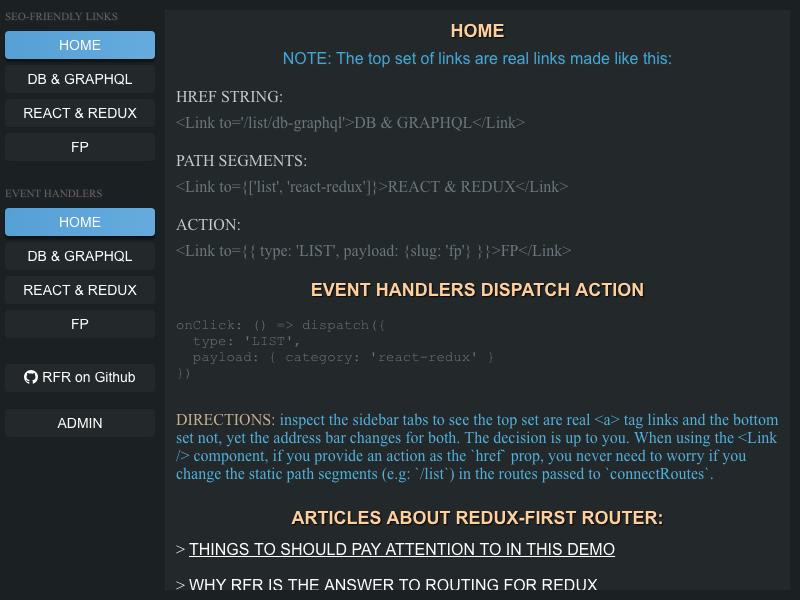 SEO-FRIENDLY LINKS
HOME
DB & GRAPHQL
REACT & REDUX
FP
EVENT HANDLERS
HOME
DB & GRAPHQL
REACT & REDUX
FP
RFR on Github
ADMIN
HOME
NOTE: The top set of links are real links made like this:
HREF STRING:
<Link to='/list/db-graphql'>DB & GRAPHQL</Link>
PATH SEGMENTS:
<Link to={['list', 'react-redux']}>REACT & REDUX</Link>
ACTION:
<Link to={{ type: 'LIST', payload: {slug: 'fp'} }}>FP</Link>
EVENT HANDLERS DISPATCH ACTION
onClick: () => dispatch({
  type: 'LIST',
  payload: { category: 'react-redux' }
})
DIRECTIONS: inspect the sidebar tabs to see the top set are real <a> tag links and the bottom
set not, yet the address bar changes for both. The decision is up to you. When using the <Link
/> component, if you provide an action as the `href` prop, you never need to worry if you
change the static path segments (e.g: `/list`) in the routes passed to `connectRoutes`.
ARTICLES ABOUT REDUX-FIRST ROUTER:
> THINGS TO SHOULD PAY ATTENTION TO IN THIS DEMO
> WHY RFR IS THE ANSWER TO ROUTING FOR REDUX